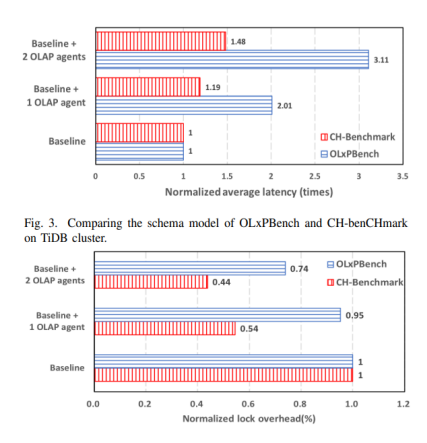 Baseline +
2 OLAP agents
1.48
3.11
Baseline +
1 OLAP agent
1.19
2.01
Baseline
1
1
CH-Benchmark
OLxPBench
0 0.5 1 1.5 2 2.5 3 3.5
Normalized average latency (times)
Fig. 3. Comparing the schema model of OLxPBench and CH-benCHmark
on TiDB cluster.
Baseline +
2 OLAP agents
0.74
0.44
OLxPBench
CH-Benchmark
Baseline +
1 OLAP agent
0.95
0.54
Baseline
1
1
0.0 0.2 0.4 0.6 0.8 1.0 1.2
Normalized lock overhead(%)